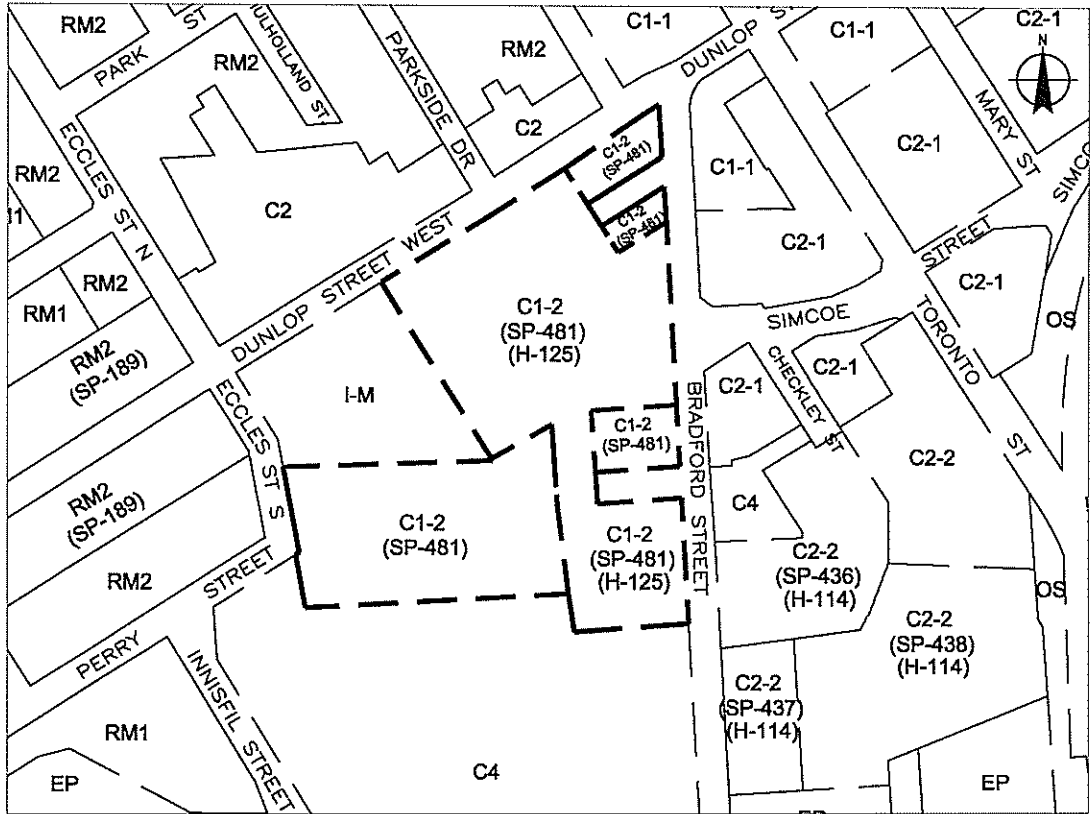 RM2
PARK ST
MULHOLLAND ST
RM2
PARKSIDE DR
RM2
C1-1
DUNLOP ST
C1-1
C2-1
N
MARY ST
ECCLES ST N
C2
C1-2
(SP-481)
C2-1
SIMCO
RM2
C1-1
C1-2
(SP-481)
C2
DUNLOP STREET WEST
C2-1
STREET
C2-1
RM2
RM1
C1-2
(SP-481)
(H-125)
SIMCOE
TORONTO ST
OS
RM2
(SP-189)
CHECKLEY ST
C2-1
C2-1
ECCLES ST S
I-M
BRADFORD STREET
C1-2
(SP-481)
C2-2
RM2
(SP-189)
C4
C1-2
(SP-481)
C1-2
(SP-481)
(H-125)
C2-2
(SP-436)
(H-114)
RM2
PERRY STREET
OS
C2-2
(SP-438)
(H-114)
INNISFIL STREET
C2-2
(SP-437)
(H-114)
RM1
C4
EP
EP